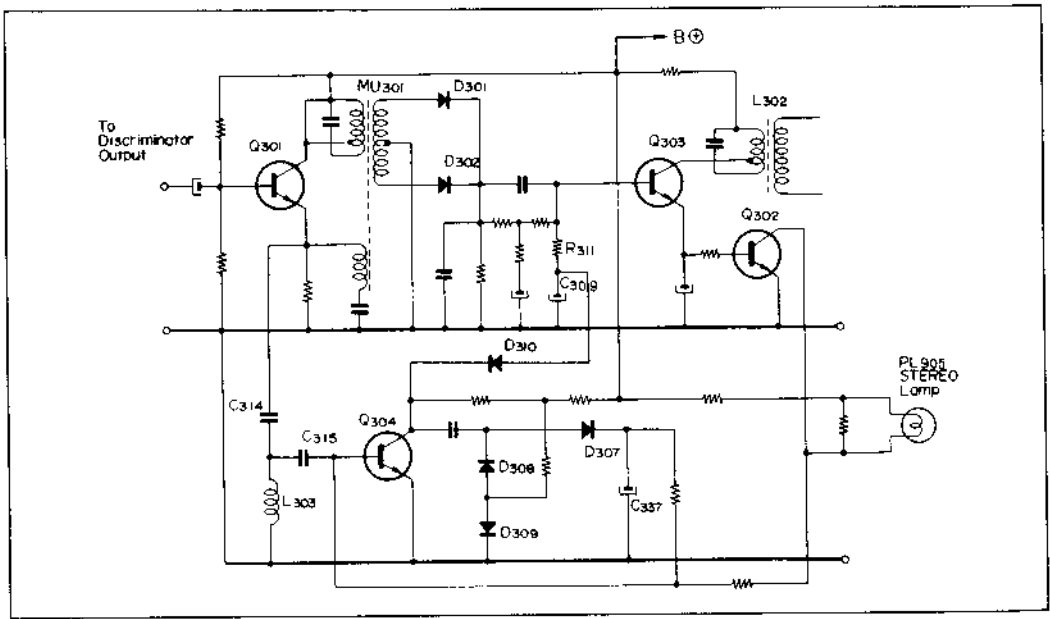 B⊕
MU301
D301
L302
To
Discriminator
Output
Q301
Q303
D302
Q302
R311
C309
D310
PL905
STEREO
Lamp
C314
Q304
C315
D307
D308
L303
C337
D309